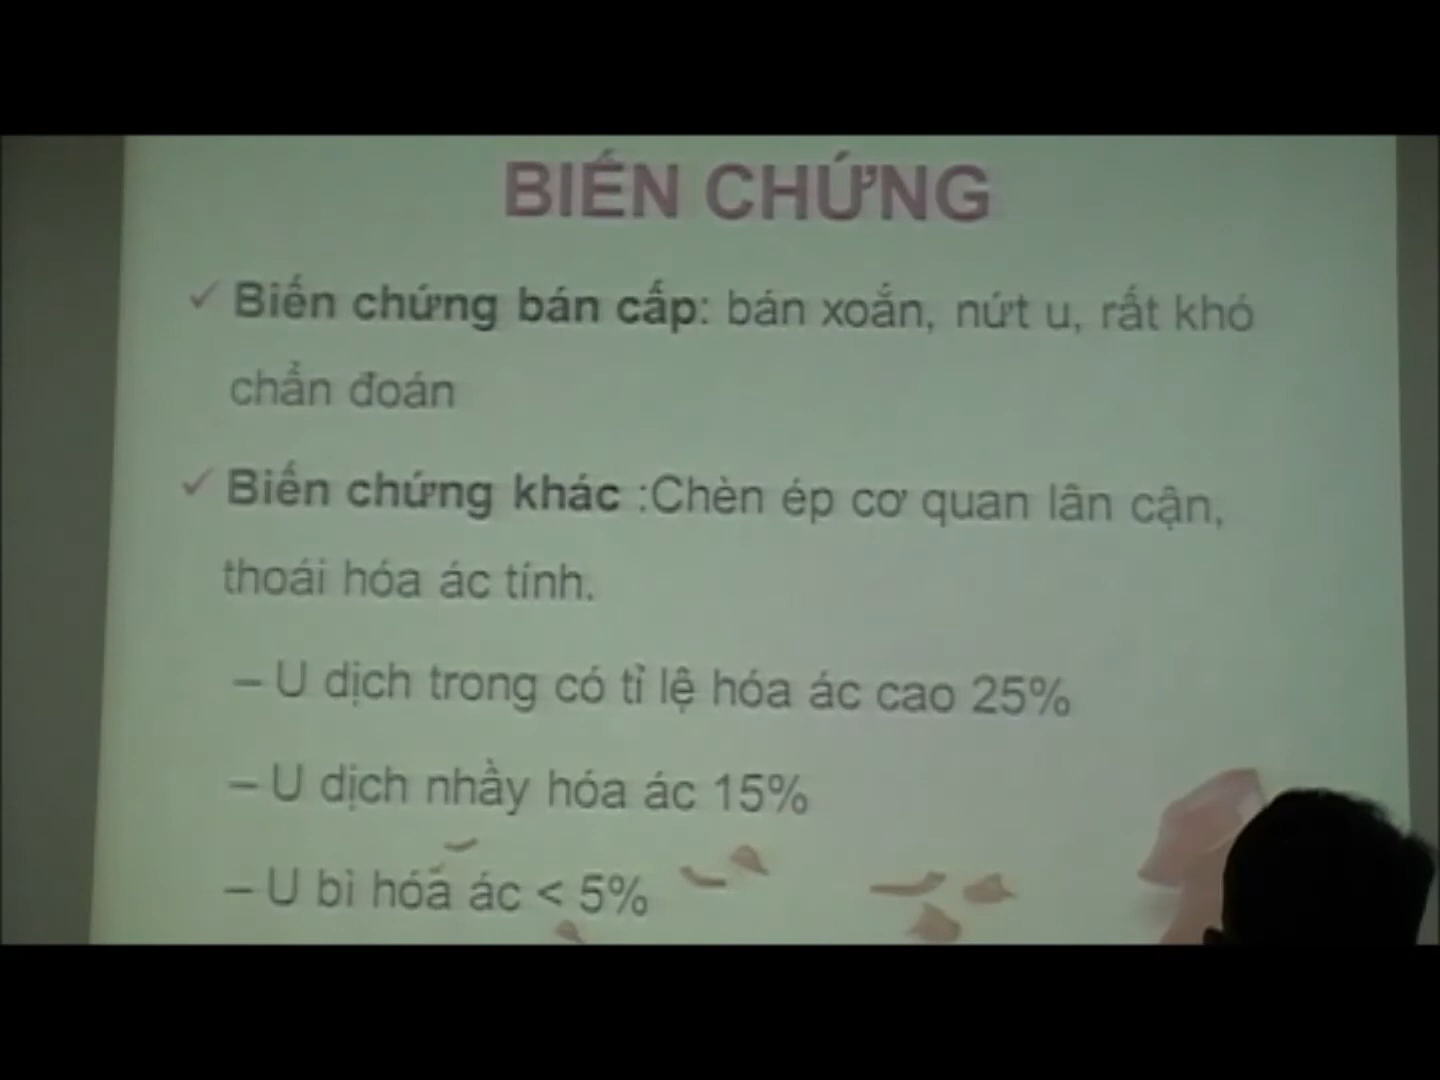 BIẾN CHỨNG
✓ Biến chứng bán cấp: bán xoắn, nứt u, rất khó
chẩn đoán
✓ Biến chứng khác :Chèn ép cơ quan lân cận,
thoái hóa ác tính.
– U dịch trong có tỉ lệ hóa ác cao 25%
– U dịch nhầy hóa ác 15%
– U bì hóa ác < 5%